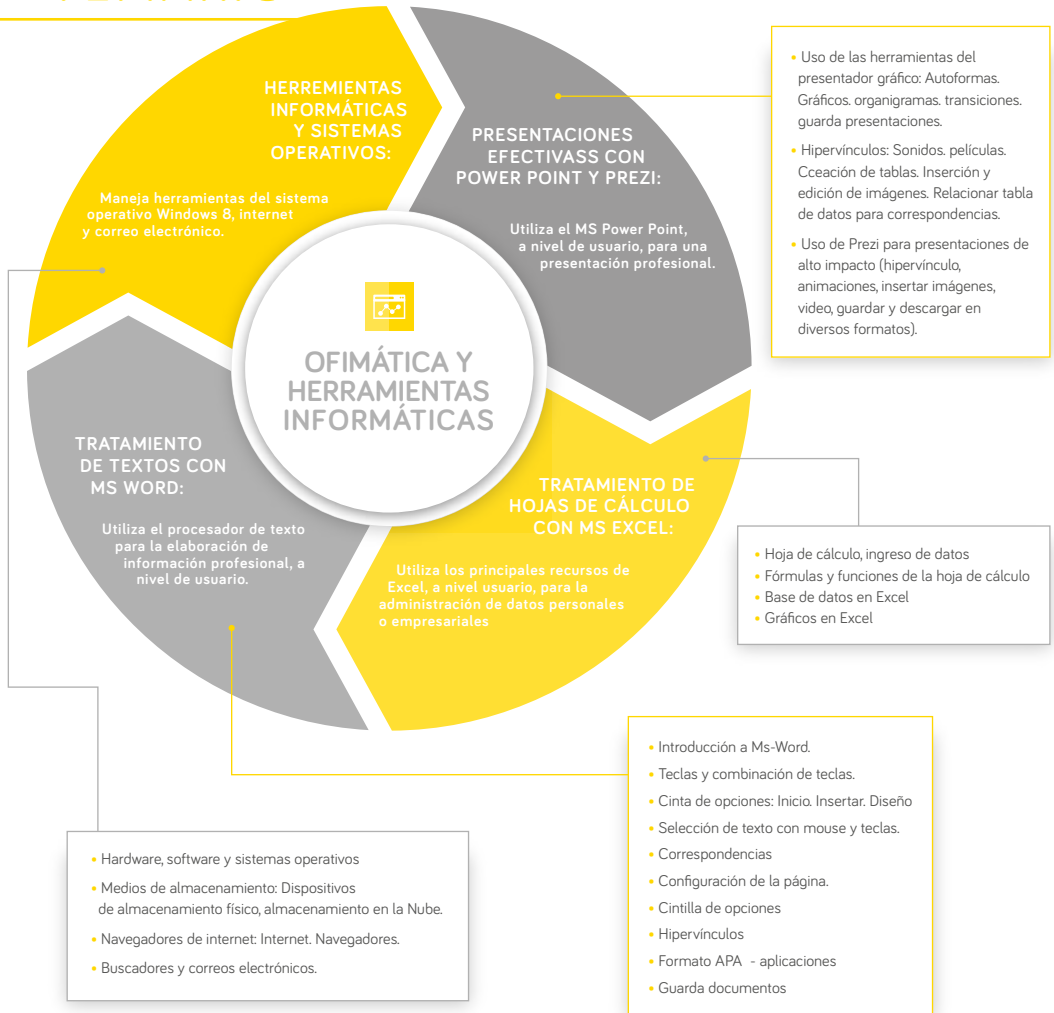 HERREMIENTAS
INFORMÁTICAS
Y SISTEMAS
OPERATIVOS:
Maneja herramientas del sistema
operativo Windows 8, internet
y correo electrónico.
PRESENTACIONES
EFECTIVASS CON
POWER POINT Y PREZI:
Utiliza el MS Power Point,
a nivel de usuario, para una
presentación profesional.
• Uso de las herramientas del
presentador gráfico: Autoformas.
Gráficos. organigramas. transiciones.
guarda presentaciones.
• Hipervínculos: Sonidos. películas.
Cceación de tablas. Inserción y
edición de imágenes. Relacionar tabla
de datos para correspondencias.
• Uso de Prezi para presentaciones de
alto impacto (hipervínculo,
animaciones, insertar imágenes,
video, guardar y descargar en
diversos formatos).
OFIMÁTICA Y
HERRAMIENTAS
INFORMÁTICAS
TRATAMIENTO
DE TEXTOS CON
MS WORD:
Utiliza el procesador de texto
para la elaboración de
información profesional, a
nivel de usuario.
TRATAMIENTO DE
HOJAS DE CÁLCULO
CON MS EXCEL:
Utiliza los principales recursos de
Excel, a nivel usuario, para la
administración de datos personales
o empresariales
• Hoja de cálculo, ingreso de datos
• Fórmulas y funciones de la hoja de cálculo
• Base de datos en Excel
• Gráficos en Excel
• Introducción a Ms-Word.
• Teclas y combinación de teclas.
• Cinta de opciones: Inicio. Insertar. Diseño
• Selección de texto con mouse y teclas.
• Correspondencias
• Configuración de la página.
• Cintilla de opciones
• Hipervínculos
• Formato APA - aplicaciones
• Guarda documentos
• Hardware, software y sistemas operativos
• Medios de almacenamiento: Dispositivos
de almacenamiento físico, almacenamiento en la Nube.
• Navegadores de internet: Internet. Navegadores.
• Buscadores y correos electrónicos.